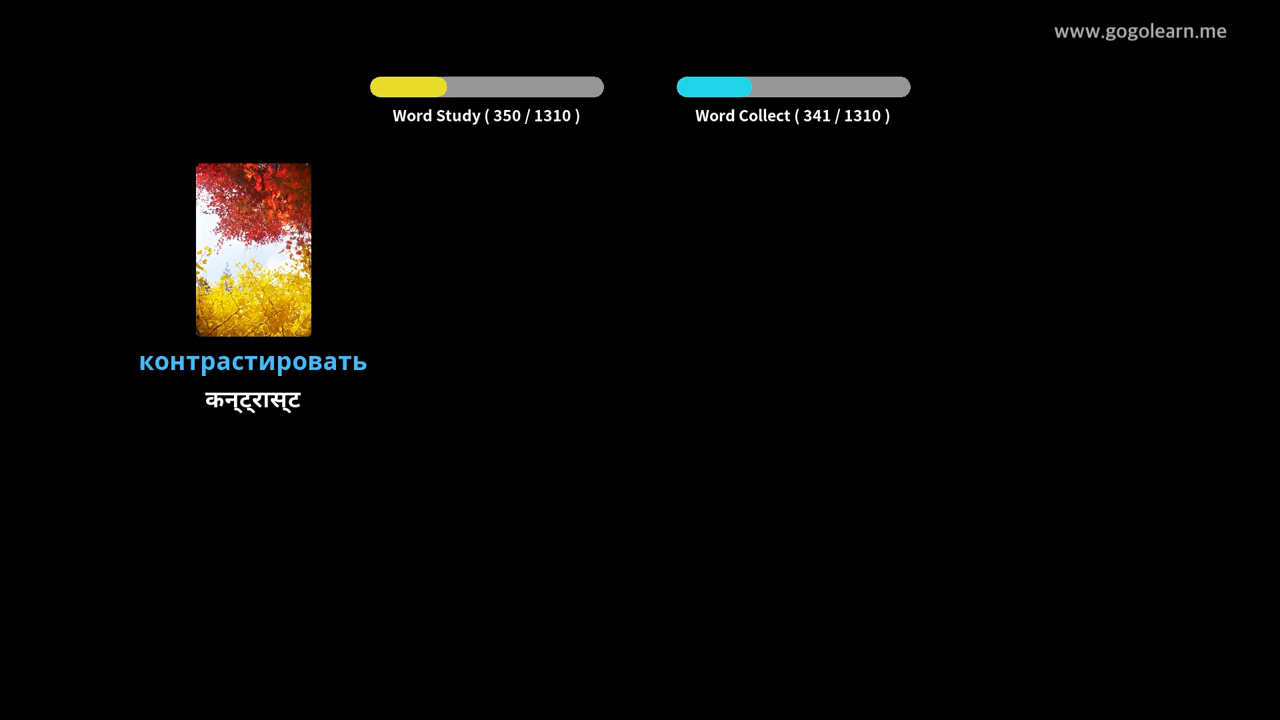 www.gogolearn.me
Word Study ( 350 / 1310 )
Word Collect ( 341 / 1310 )
контрастировать
कन्ट्रास्ट